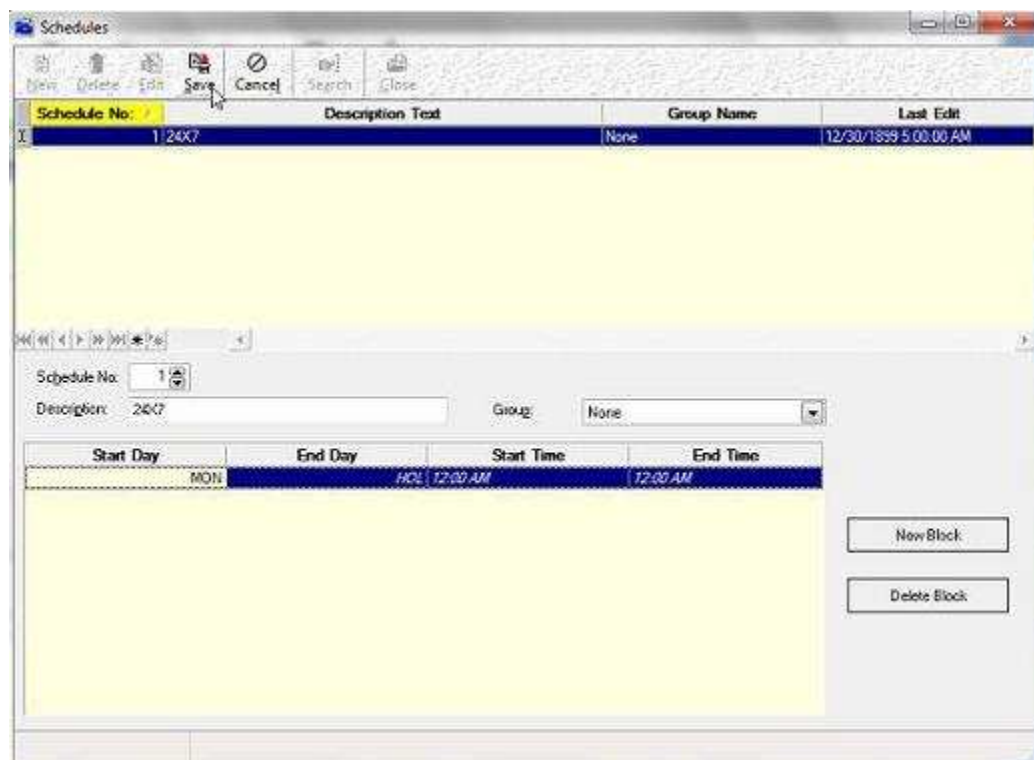 Schedules
New Delete Edit Save Cancel Search Close
Schedule No: Description Text Group Name Last Edit
1 24X7 None 12/30/1899 5:00:00 AM
Schedule No: 1
Description: 24X7 Group: None
Start Day End Day Start Time End Time
MON HOL 12:00 AM 12:00 AM
New Block
Delete Block